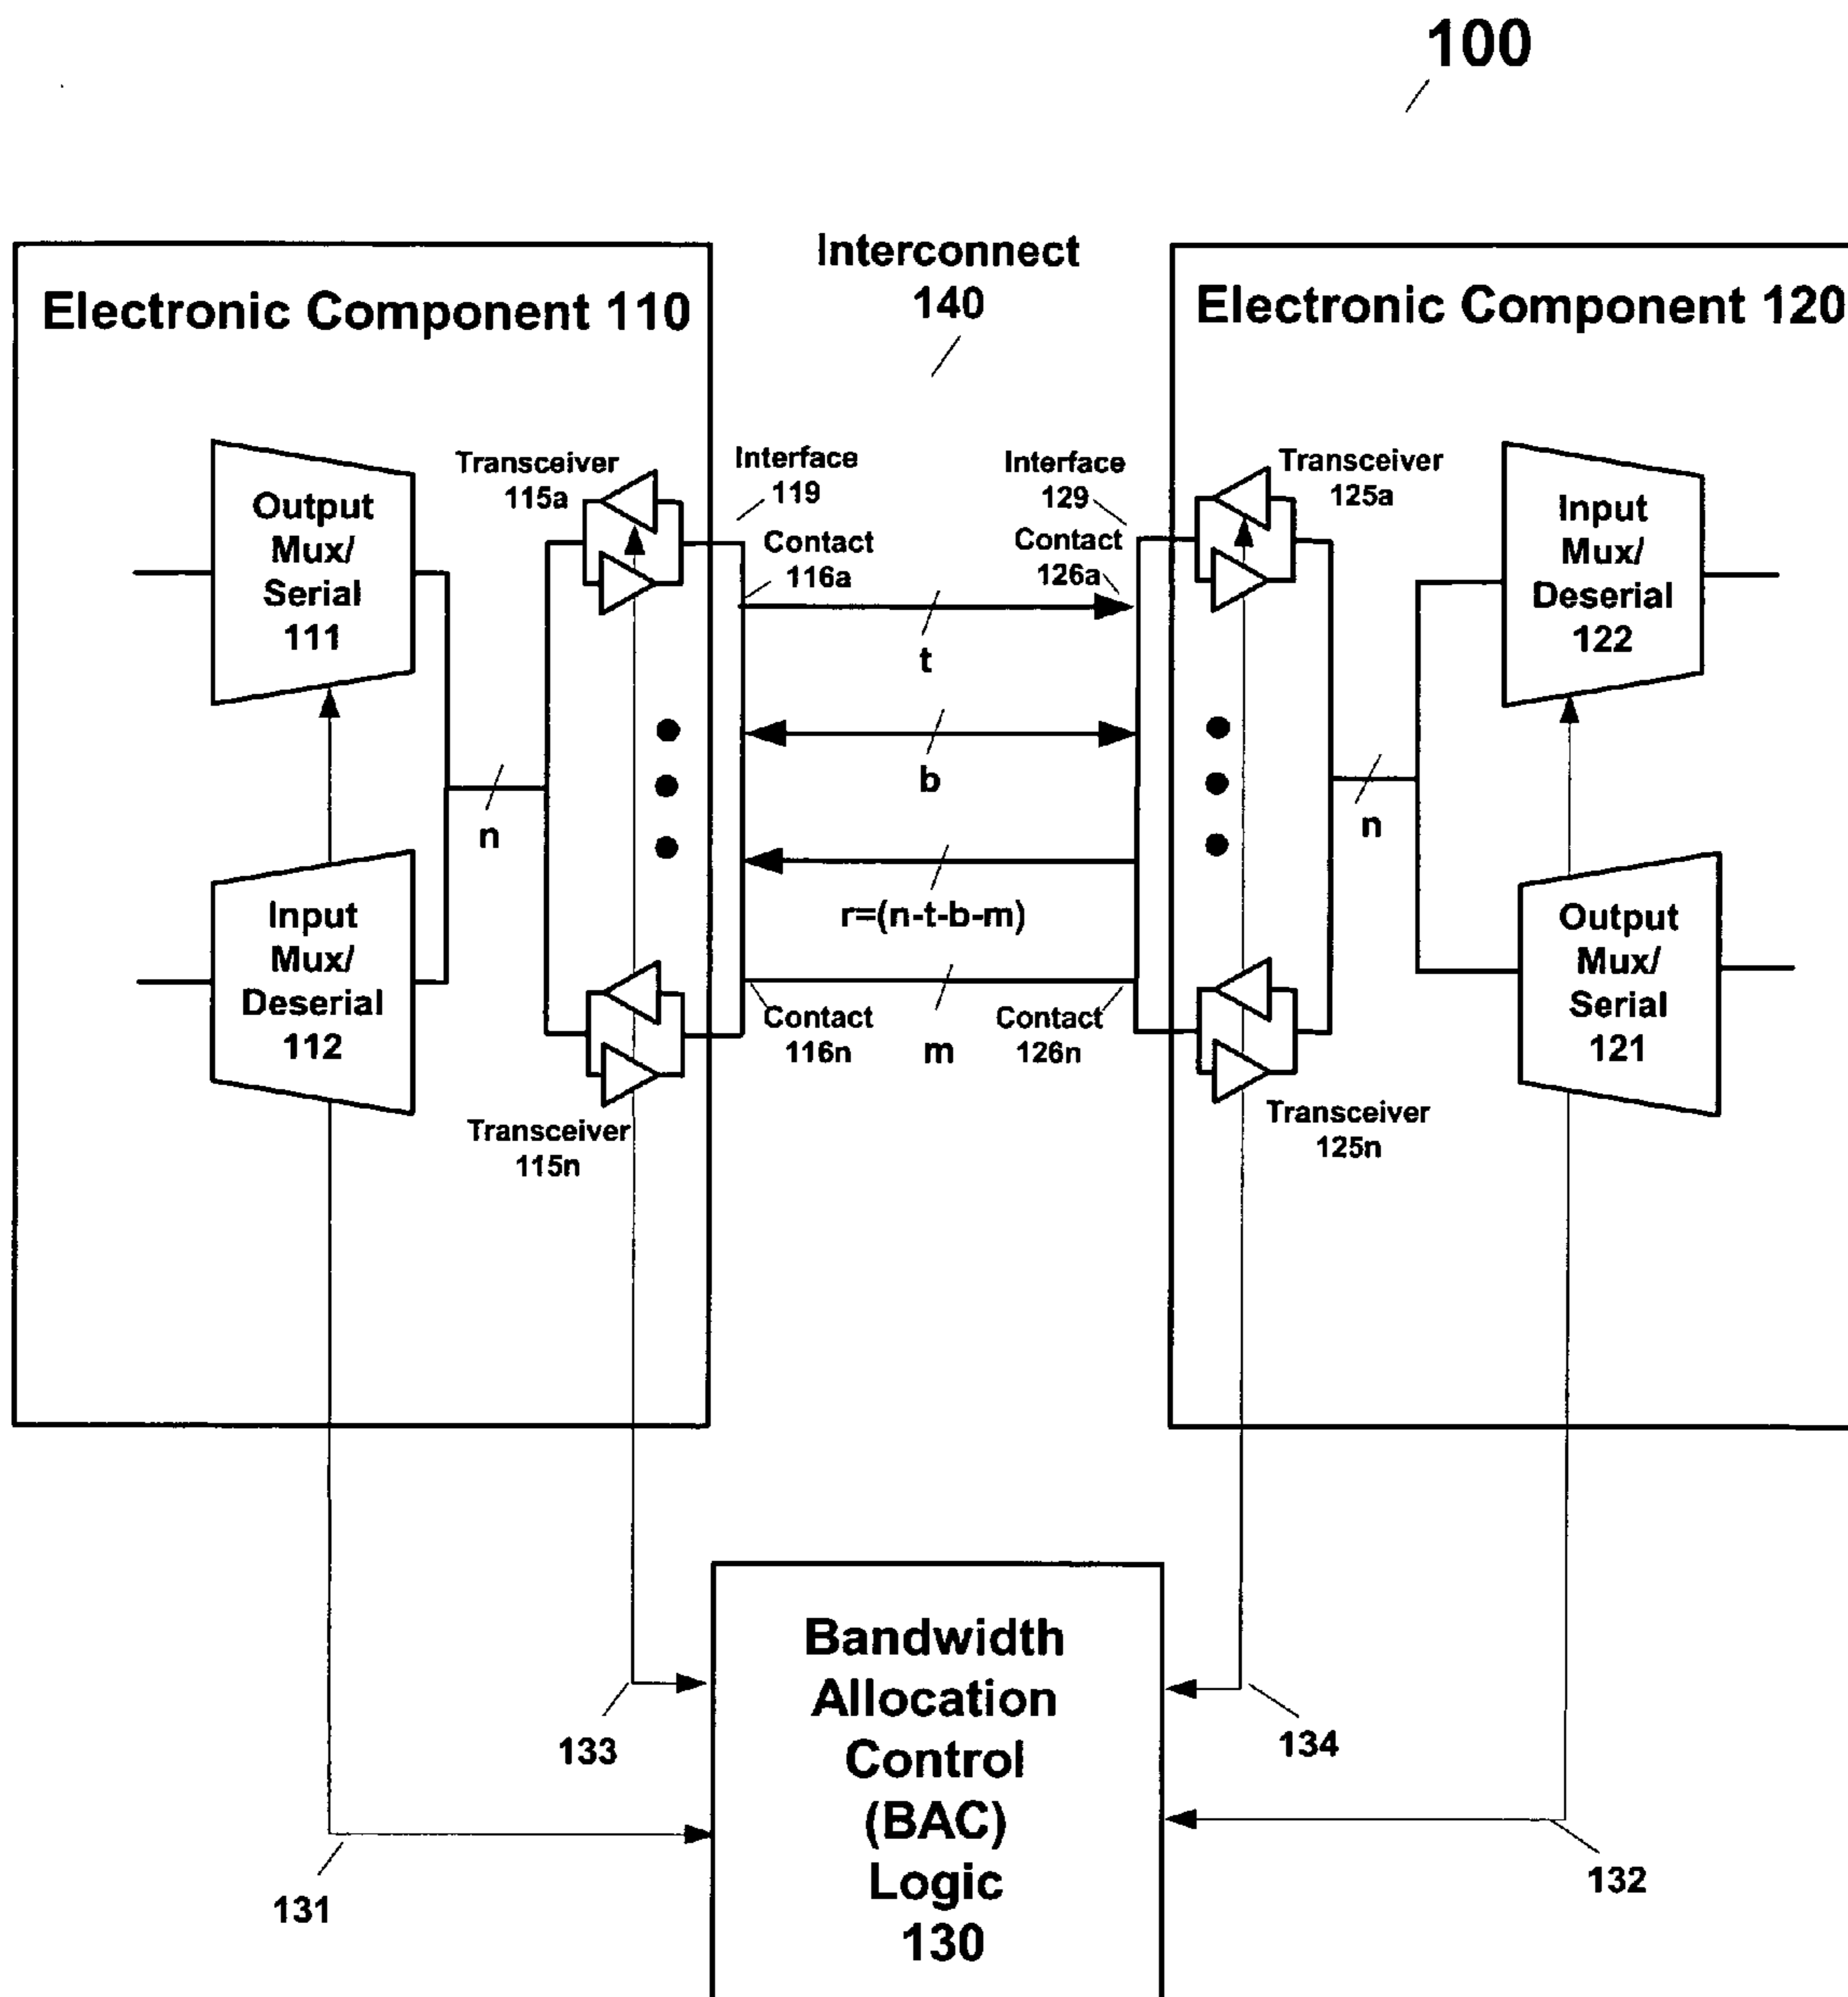 100
Interconnect
140
Electronic Component 110
Electronic Component 120
Output
Mux/
Serial
111
Input
Mux/
Deserial
112
n
Transceiver
115a
Transceiver
115n
Interface
119
Contact
116a
Contact
116n
t
b
r=(n-t-b-m)
m
Interface
129
Contact
126a
Contact
126n
Transceiver
125a
Transceiver
125n
n
Input
Mux/
Deserial
122
Output
Mux/
Serial
121
Bandwidth
Allocation
Control
(BAC)
Logic
130
133
134
131
132